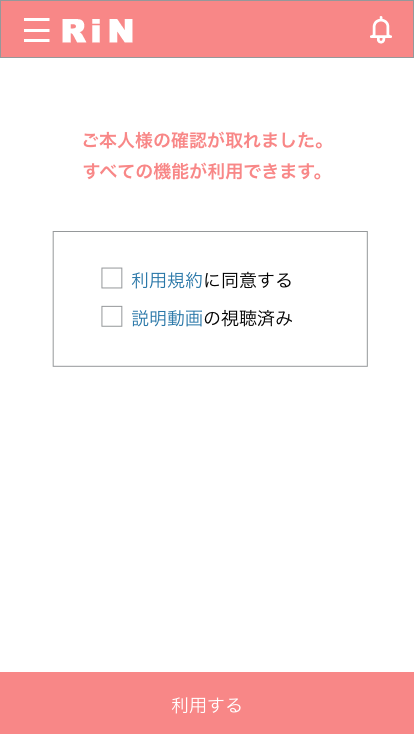 RiN
ご本人様の確認が取れました。
すべての機能が利用できます。
利用規約に同意する
説明動画の視聴済み
利用する